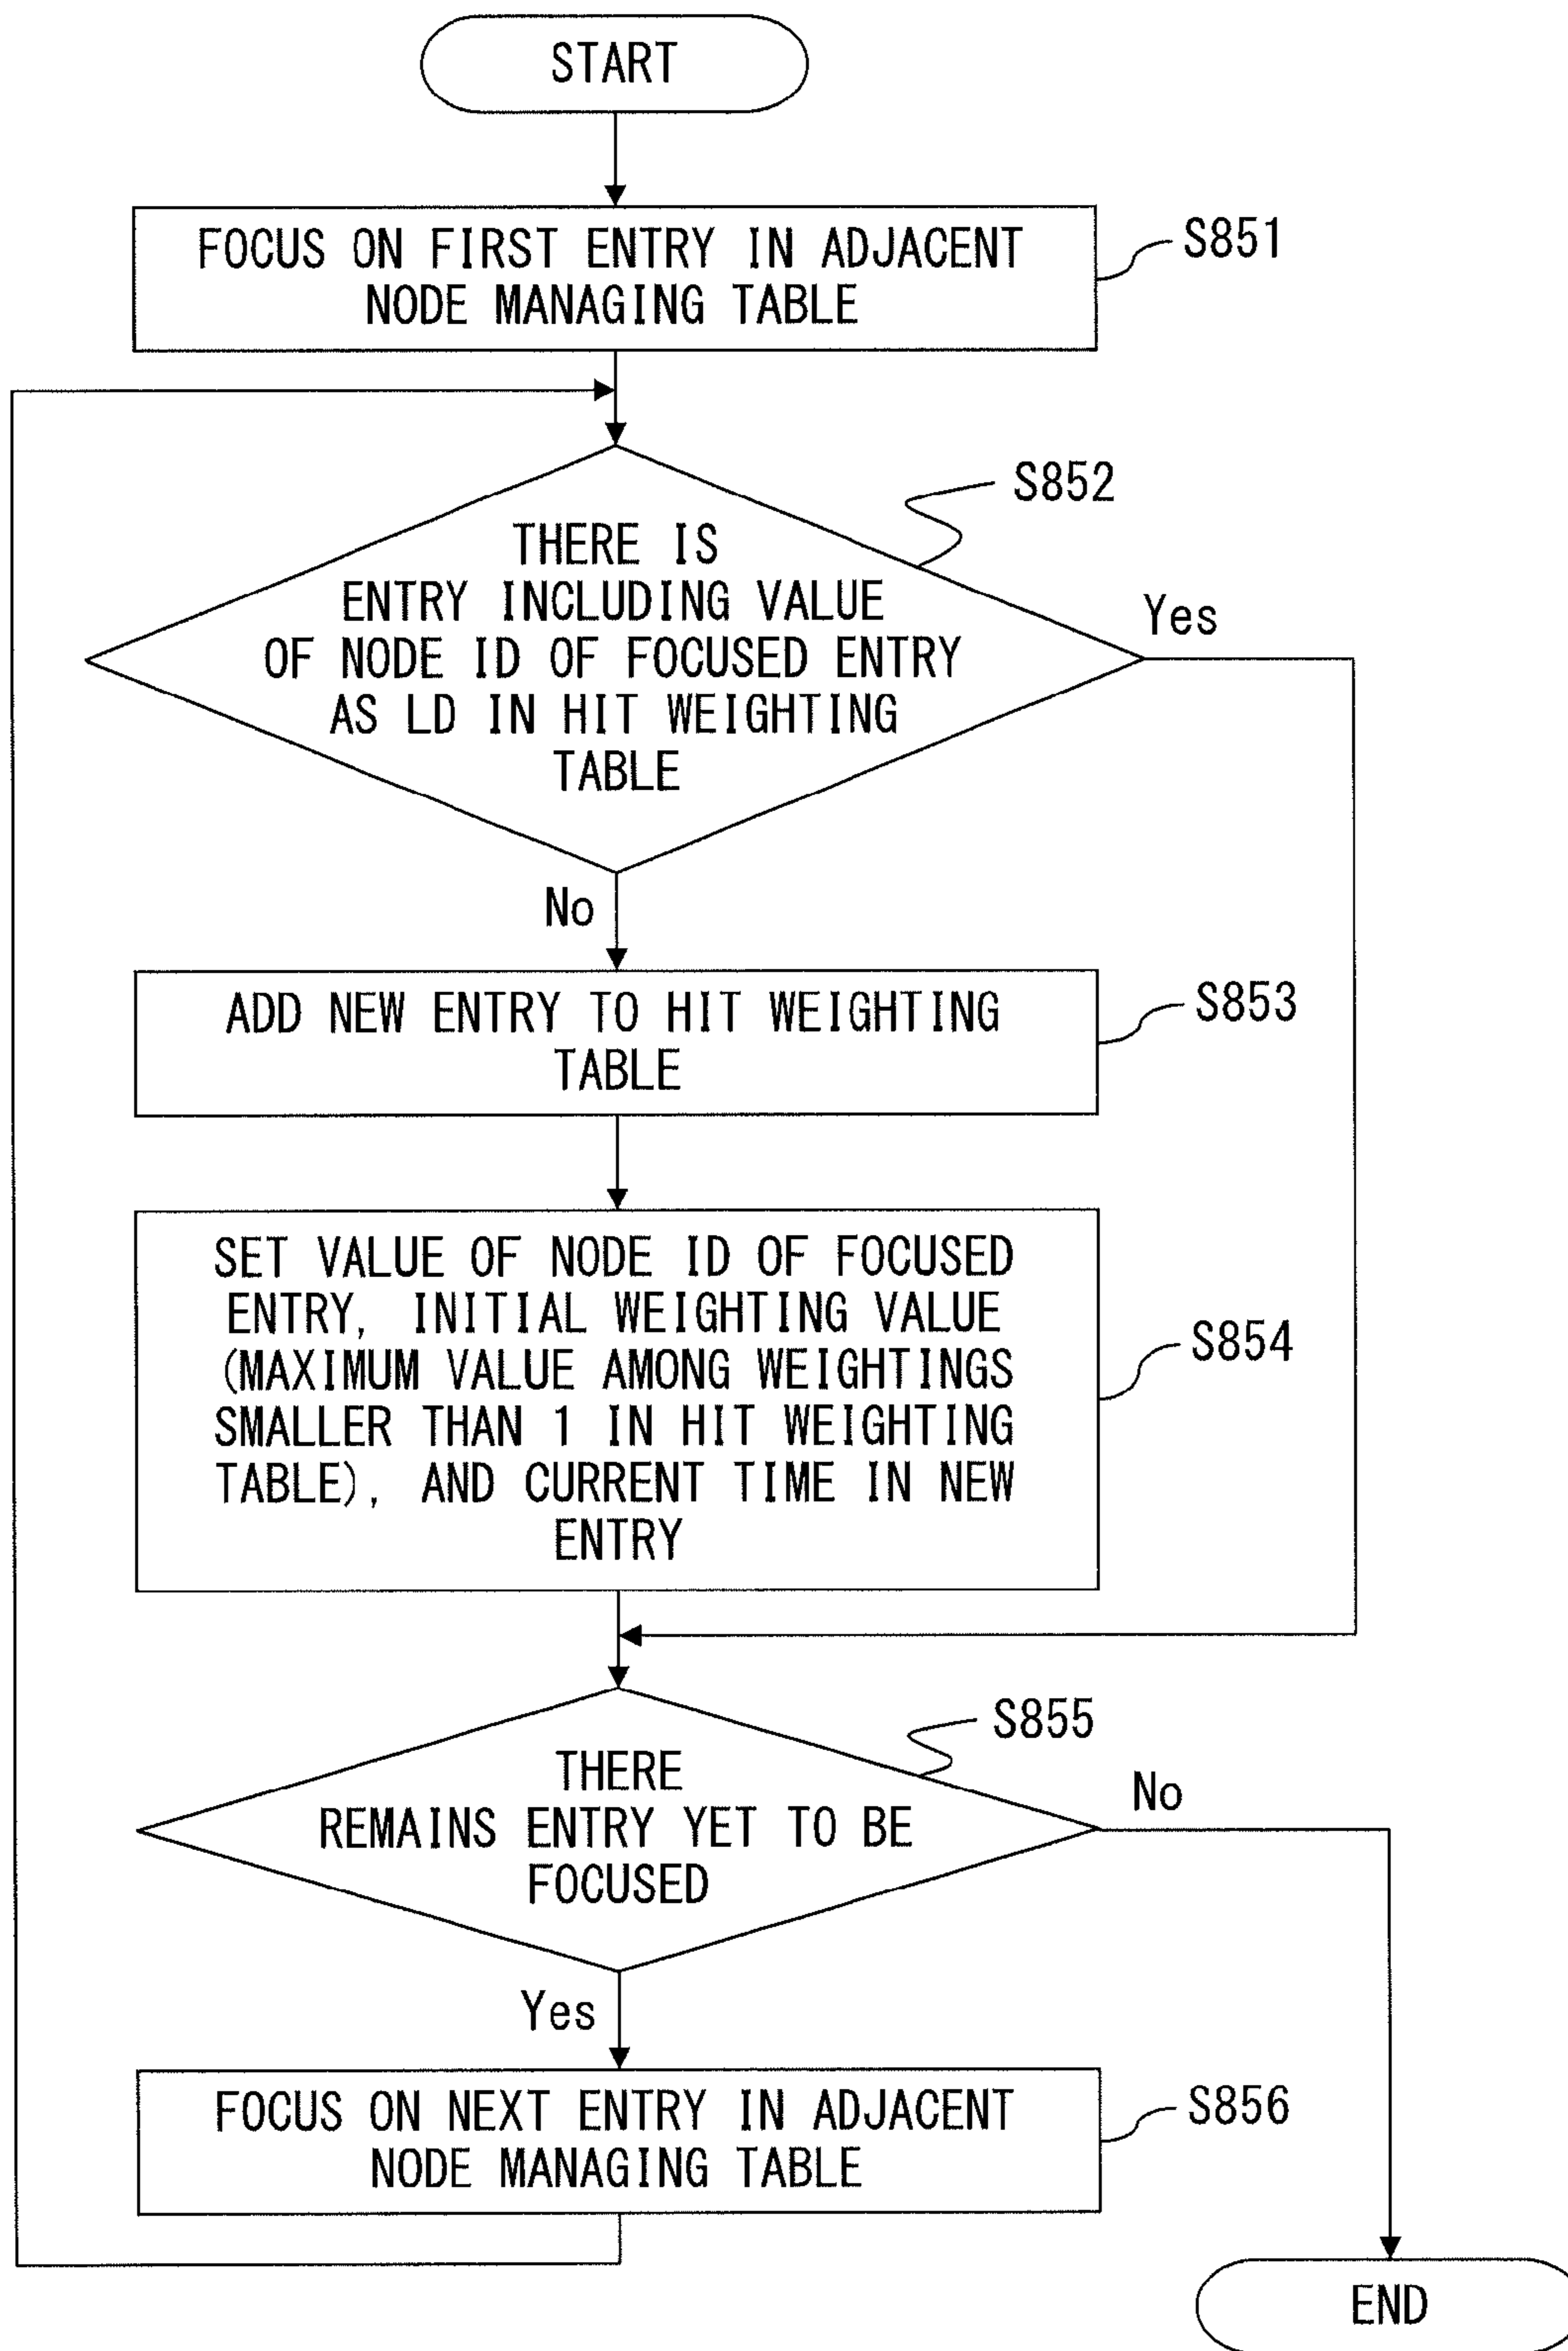 START
FOCUS ON FIRST ENTRY IN ADJACENT
NODE MANAGING TABLE
S851
S852
THERE IS
ENTRY INCLUDING VALUE
OF NODE ID OF FOCUSED ENTRY
AS LD IN HIT WEIGHTING
TABLE
Yes
No
ADD NEW ENTRY TO HIT WEIGHTING
TABLE
S853
SET VALUE OF NODE ID OF FOCUSED
ENTRY, INITIAL WEIGHTING VALUE
(MAXIMUM VALUE AMONG WEIGHTINGS
SMALLER THAN 1 IN HIT WEIGHTING
TABLE), AND CURRENT TIME IN NEW
ENTRY
S854
S855
THERE
REMAINS ENTRY YET TO BE
FOCUSED
No
Yes
FOCUS ON NEXT ENTRY IN ADJACENT
NODE MANAGING TABLE
S856
END